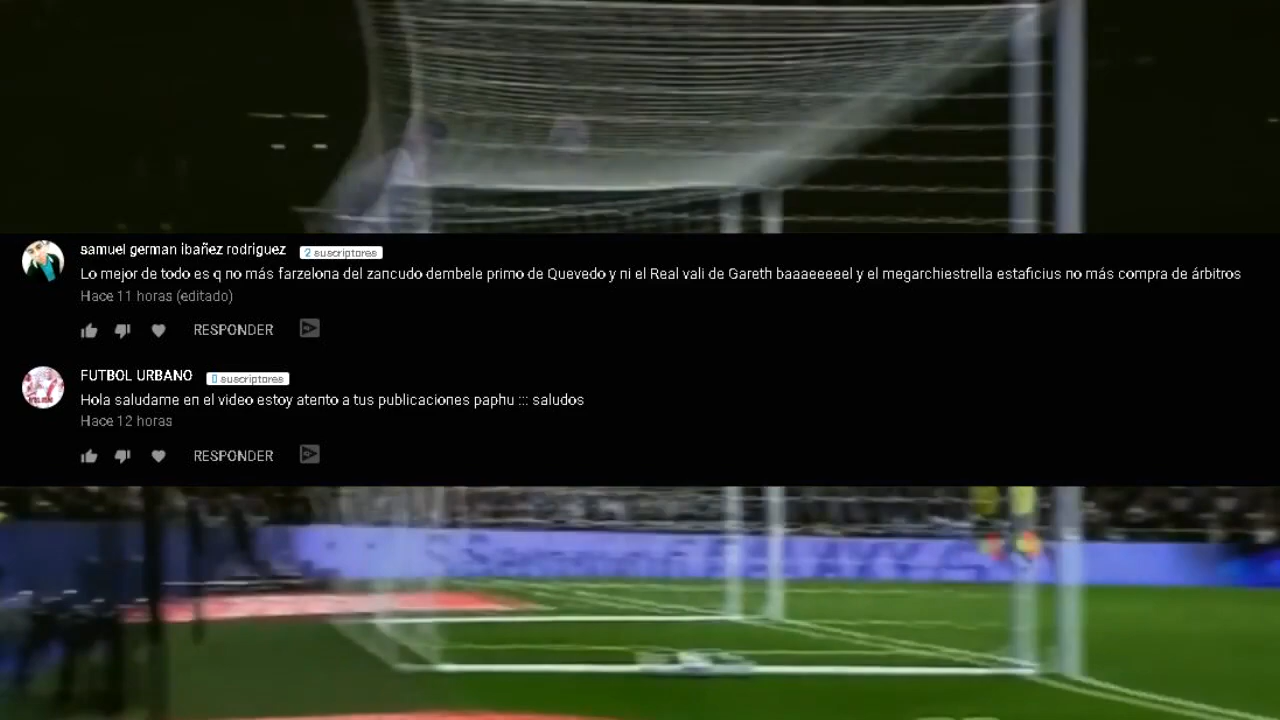 samuel german ibañez rodriguez 2 suscriptores
Lo mejor de todo es q no más farzelona del zancudo dembele primo de Quevedo y ni el Real vali de Gareth baaaeeeeel y el megarchiestrella estaficius no más compra de árbitros
Hace 11 horas (editado)
RESPONDER
FUTBOL URBANO 0 suscriptores
Hola saludame en el video estoy atento a tus publicaciones paphu ::: saludos
Hace 12 horas
RESPONDER